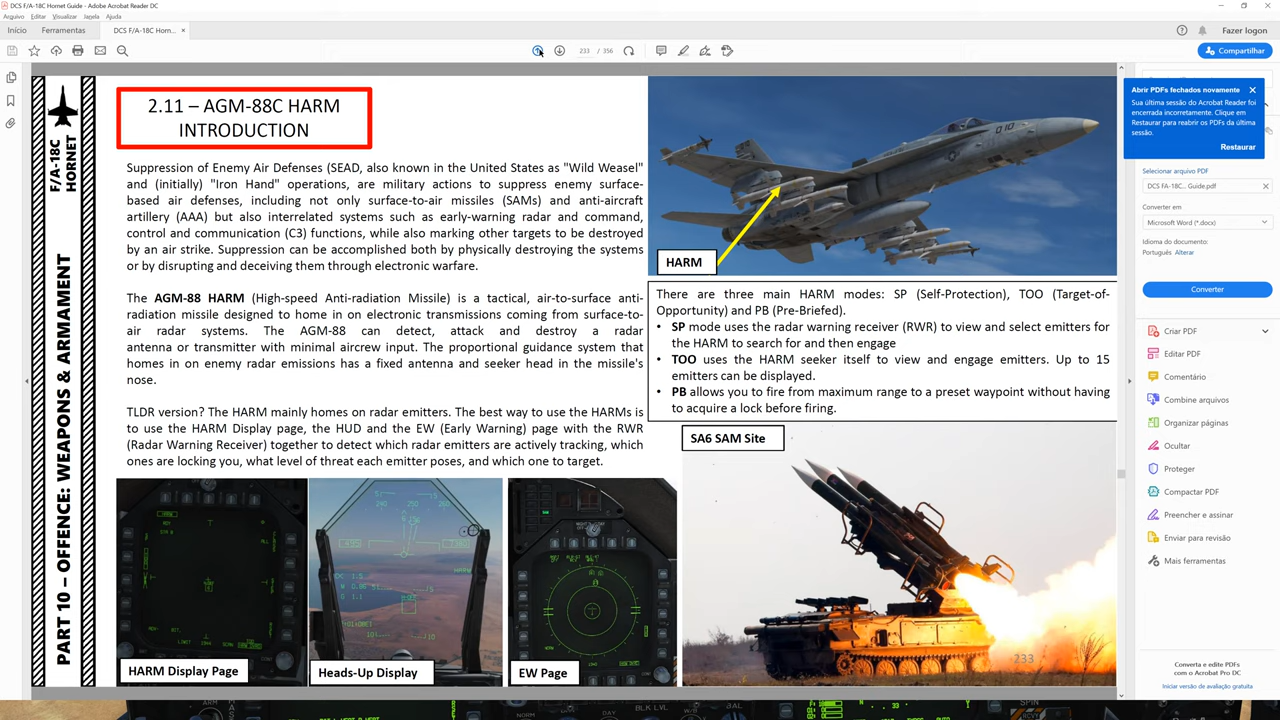 DCS F/A-18C Hornet Guide - Adobe Acrobat Reader DC
Arquivo Editar Visualizar Janela Ajuda
Início Ferramentas DCS F/A-18C Horn... ×
Fazer logon
233 / 356
Compartilhar
F/A-18C
HORNET
PART 10 – OFFENCE: WEAPONS & ARMAMENT
2.11 – AGM-88C HARM
INTRODUCTION
Suppression of Enemy Air Defenses (SEAD, also known in the United States as "Wild Weasel"
and (initially) "Iron Hand" operations, are military actions to suppress enemy surface-
based air defenses, including not only surface-to-air missiles (SAMs) and anti-aircraft
artillery (AAA) but also interrelated systems such as early-warning radar and command,
control and communication (C3) functions, while also marking other targets to be destroyed
by an air strike. Suppression can be accomplished both by physically destroying the systems
or by disrupting and deceiving them through electronic warfare.
The AGM-88 HARM (High-speed Anti-radiation Missile) is a tactical, air-to-surface anti-
radiation missile designed to home in on electronic transmissions coming from surface-to-
air radar systems. The AGM-88 can detect, attack and destroy a radar
antenna or transmitter with minimal aircrew input. The proportional guidance system that
homes in on enemy radar emissions has a fixed antenna and seeker head in the missile's
nose.
TLDR version? The HARM mainly homes on radar emitters. The best way to use the HARMs is
to use the HARM Display page, the HUD and the EW (Early Warning) page with the RWR
(Radar Warning Receiver) together to detect which radar emitters are actively tracking, which
ones are locking you, what level of threat each emitter poses, and which one to target.
HARM Display Page
Heads-Up Display
EW Page
010
HARM
There are three main HARM modes: SP (Self-Protection), TOO (Target-of-
Opportunity) and PB (Pre-Briefed).
• SP mode uses the radar warning receiver (RWR) to view and select emitters for
the HARM to search for and then engage
• TOO uses the HARM seeker itself to view and engage emitters. Up to 15
emitters can be displayed.
• PB allows you to fire from maximum range to a preset waypoint without having
to acquire a lock before firing.
SA6 SAM Site
233
Abrir PDFs fechados novamente
Sua última sessão do Acrobat Reader foi
encerrada incorretamente. Clique em
Restaurar para reabrir os PDFs da última
sessão.
Restaurar
Selecionar arquivo PDF
DCS FA-18C... Guide.pdf ×
Converter em
Microsoft Word (*.docx)
Idioma do documento:
Português Alterar
Converter
Criar PDF
Editar PDF
Comentário
Combine arquivos
Organizar páginas
Ocultar
Proteger
Compactar PDF
Preencher e assinar
Enviar para revisão
Mais ferramentas
Converta e edite PDFs
com o Acrobat Pro DC
Iniciar versão de avaliação gratuita